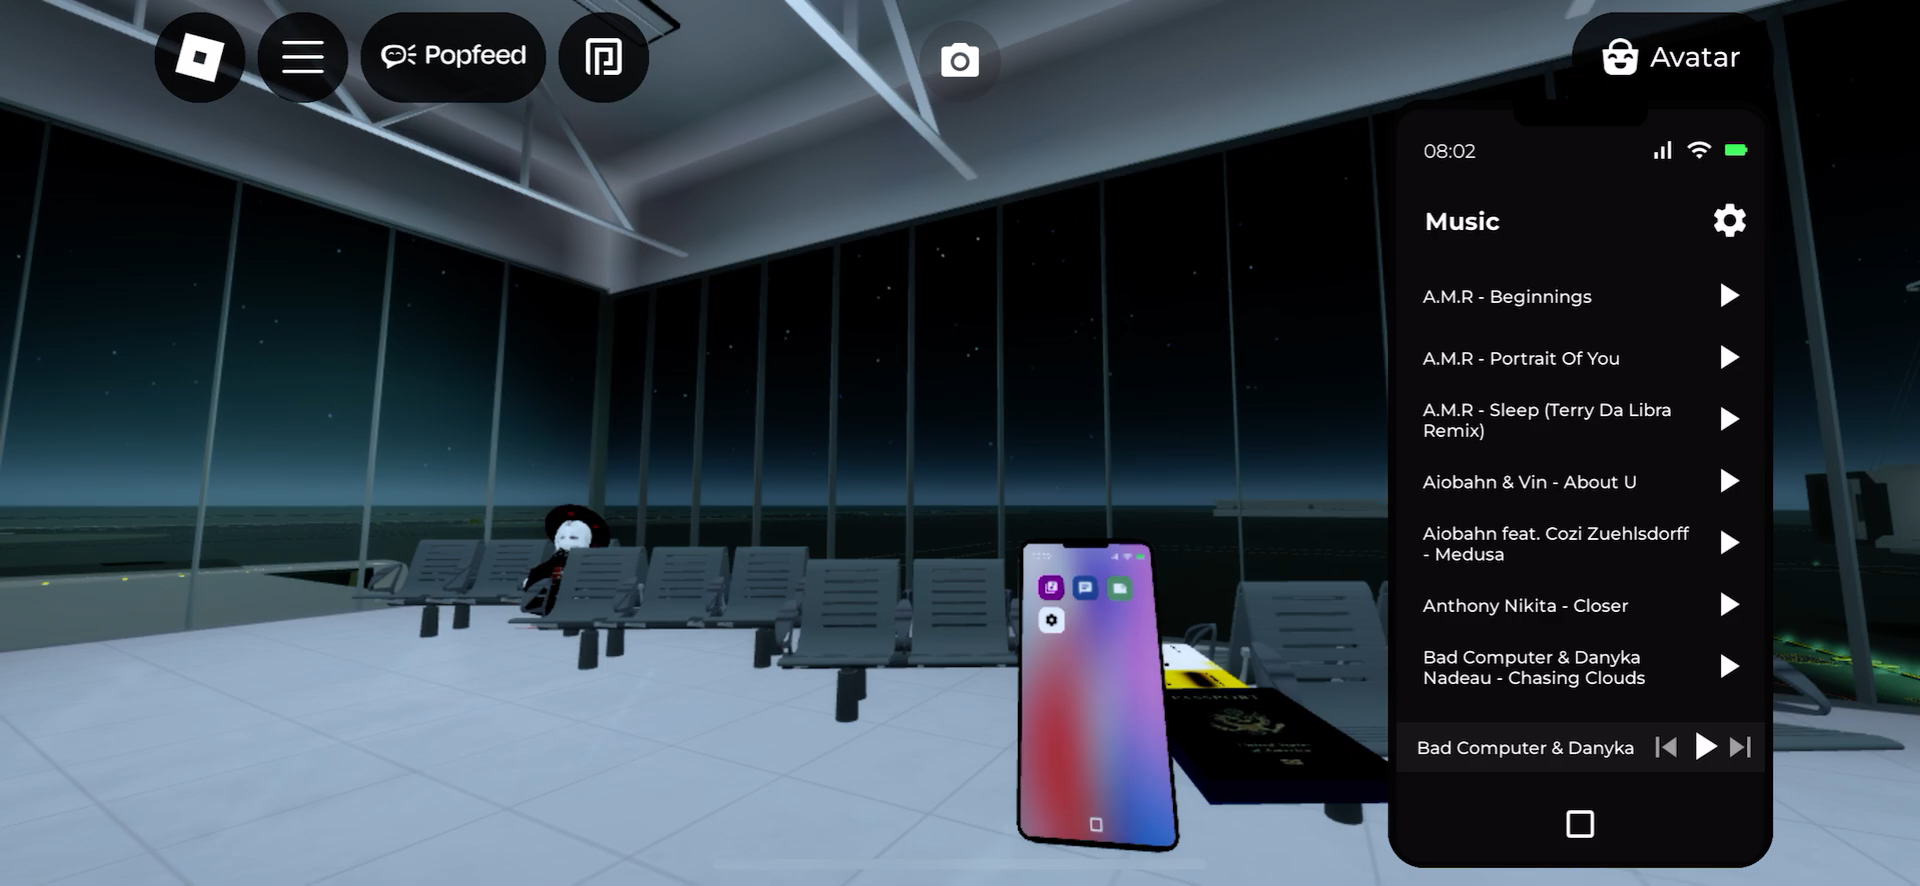 Popfeed
Avatar
08:02
Music
A.M.R - Beginnings
A.M.R - Portrait Of You
A.M.R - Sleep (Terry Da Libra
Remix)
Aiobahn & Vin - About U
Aiobahn feat. Cozi Zuehlsdorff
- Medusa
Anthony Nikita - Closer
Bad Computer & Danyka
Nadeau - Chasing Clouds
Bad Computer & Danyka
PASSPORT